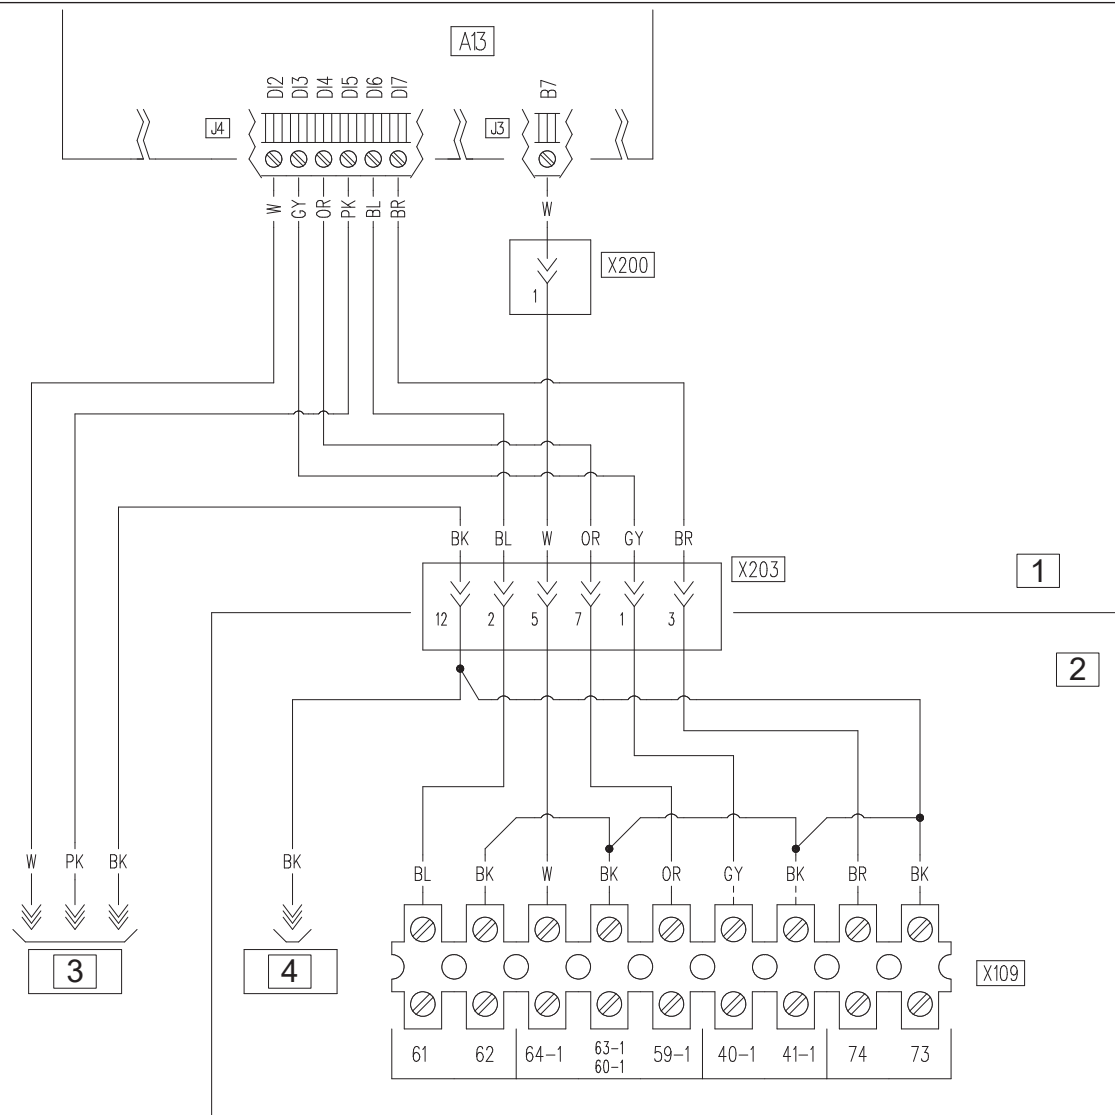 A13
DI2 DI3 DI4 DI5 DI6 DI7 B7
J4 J3
W GY OR PK BL BR W
X200
1
BK BL W OR GY BR
X203
1
12 2 5 7 1 3
2
W PK BK BK BL BK W BK OR GY BK BR BK
3 4
X109
61 62 64-1 63-1 59-1 40-1 41-1 74 73
60-1